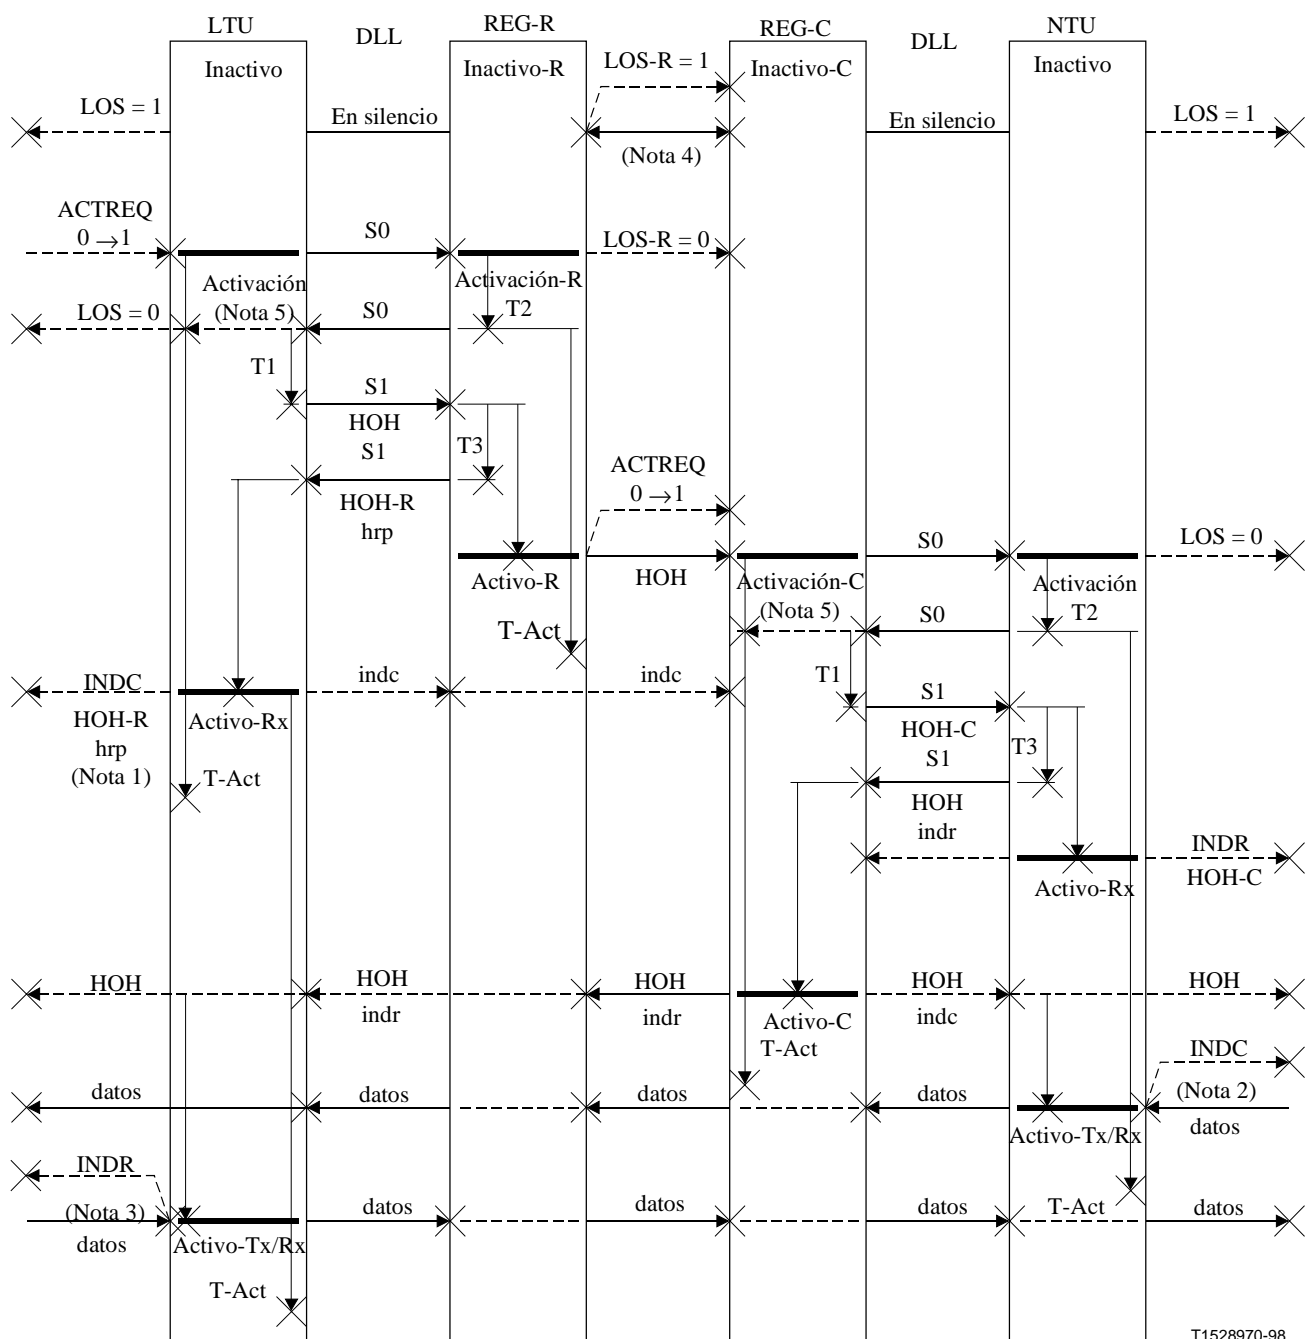 LTU
DLL
REG-R
REG-C
DLL
NTU
Inactivo
Inactivo-R
LOS-R = 1
Inactivo-C
Inactivo
LOS = 1
En silencio
(Nota 4)
En silencio
LOS = 1
ACTREQ
0 →1
S0
LOS-R = 0
Activación
(Nota 5)
Activación-R
T2
LOS = 0
S0
T1
S1
HOH
S1
T3
HOH-R
hrp
ACTREQ
0 →1
Activo-R
HOH
S0
LOS = 0
Activación-C
(Nota 5)
Activación
T2
S0
T-Act
INDC
indc
indc
T1
HOH-R
hrp
(Nota 1)
Activo-Rx
S1
HOH-C
S1
T3
T-Act
HOH
indr
INDR
HOH-C
Activo-Rx
HOH
HOH
indr
HOH
indr
HOH
indc
HOH
Activo-C
T-Act
INDC
(Nota 2)
datos
datos
datos
datos
datos
Activo-Tx/Rx
INDR
(Nota 3)
datos
datos
datos
datos
T-Act
datos
Activo-Tx/Rx
T-Act
T1528970-98